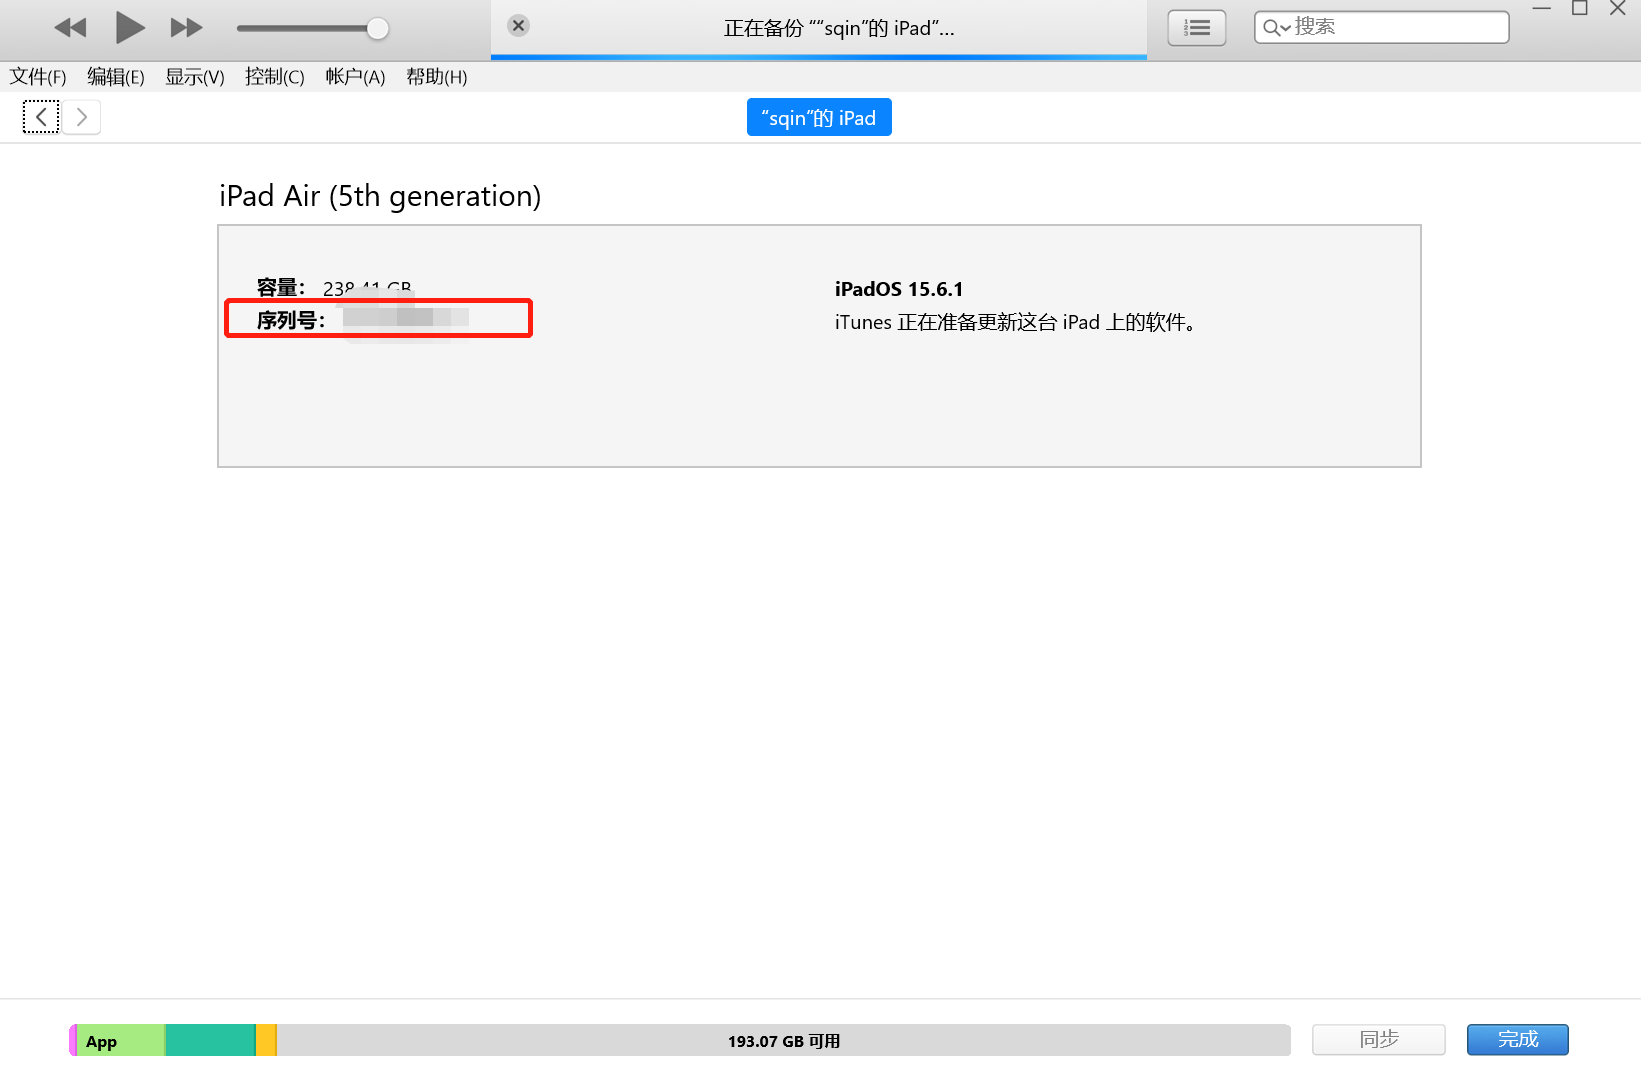 正在备份 ““sqin”的 iPad”...
搜索
文件(F) 编辑(E) 显示(V) 控制(C) 帐户(A) 帮助(H)
“sqin”的 iPad
iPad Air (5th generation)
容量： 238.41 GB
序列号：
iPadOS 15.6.1
iTunes 正在准备更新这台 iPad 上的软件。
App
193.07 GB 可用
同步
完成